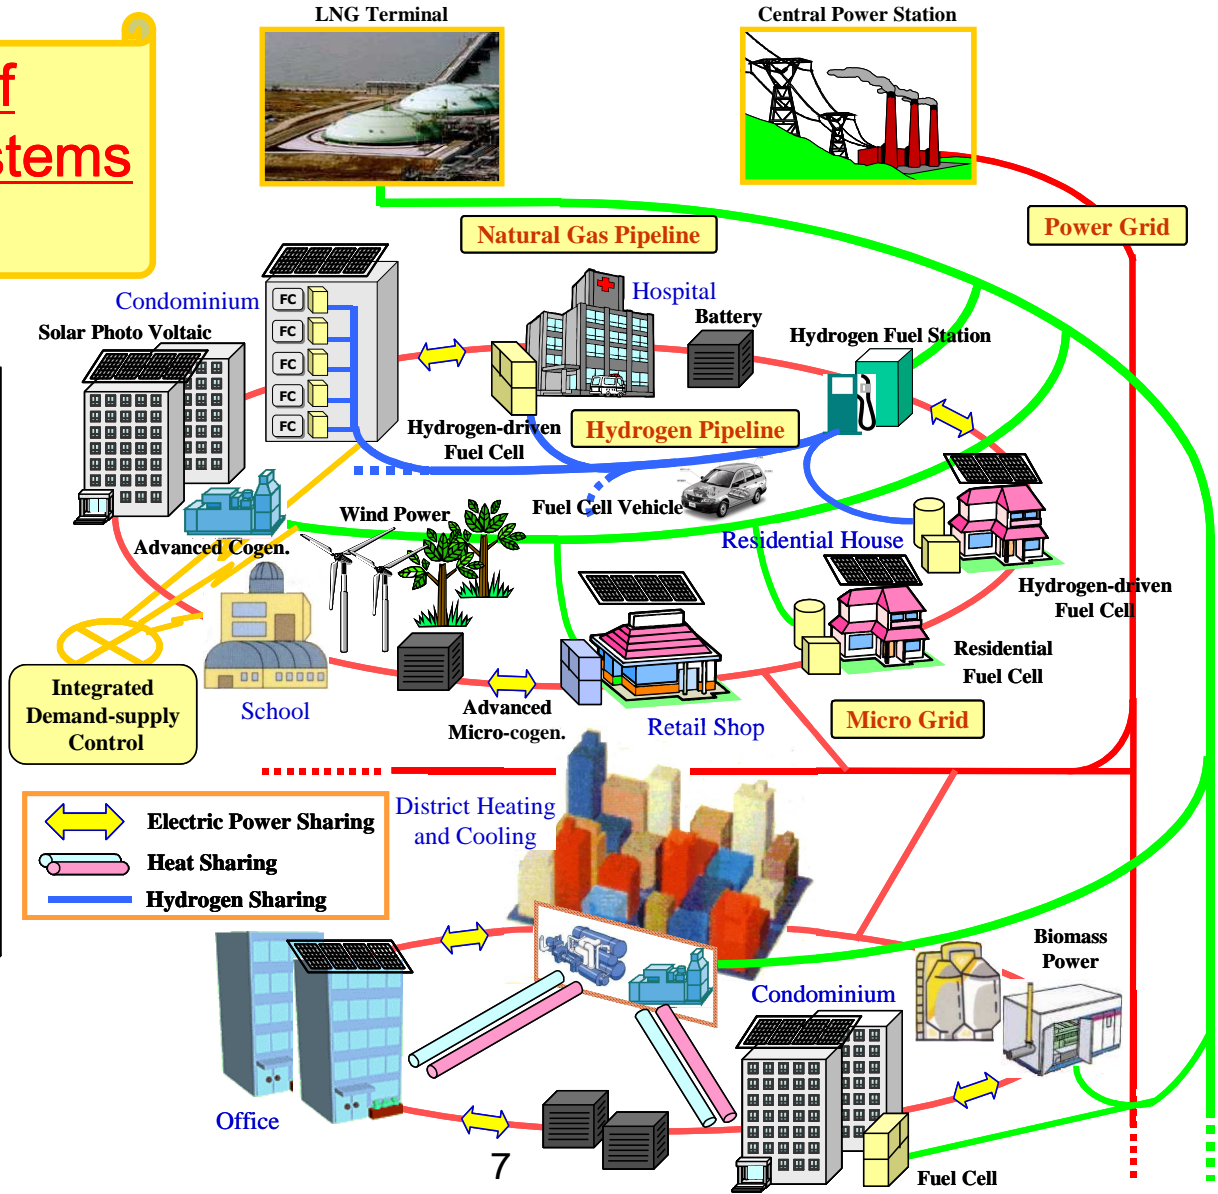 LNG Terminal
Central Power Station
f
stems
Natural Gas Pipeline
Power Grid
Condominium
Hospital
Battery
Solar Photo Voltaic
Hydrogen Fuel Station
FC
FC
FC
FC
FC
Hydrogen-driven
Fuel Cell
Hydrogen Pipeline
Fuel Cell Vehicle
Wind Power
Advanced Cogen.
Residential House
Hydrogen-driven
Fuel Cell
Residential
Fuel Cell
Integrated
Demand-supply
Control
School
Advanced
Micro-cogen.
Retail Shop
Micro Grid
District Heating
and Cooling
Electric Power Sharing
Heat Sharing
Hydrogen Sharing
Biomass
Power
Condominium
Office
Fuel Cell
7